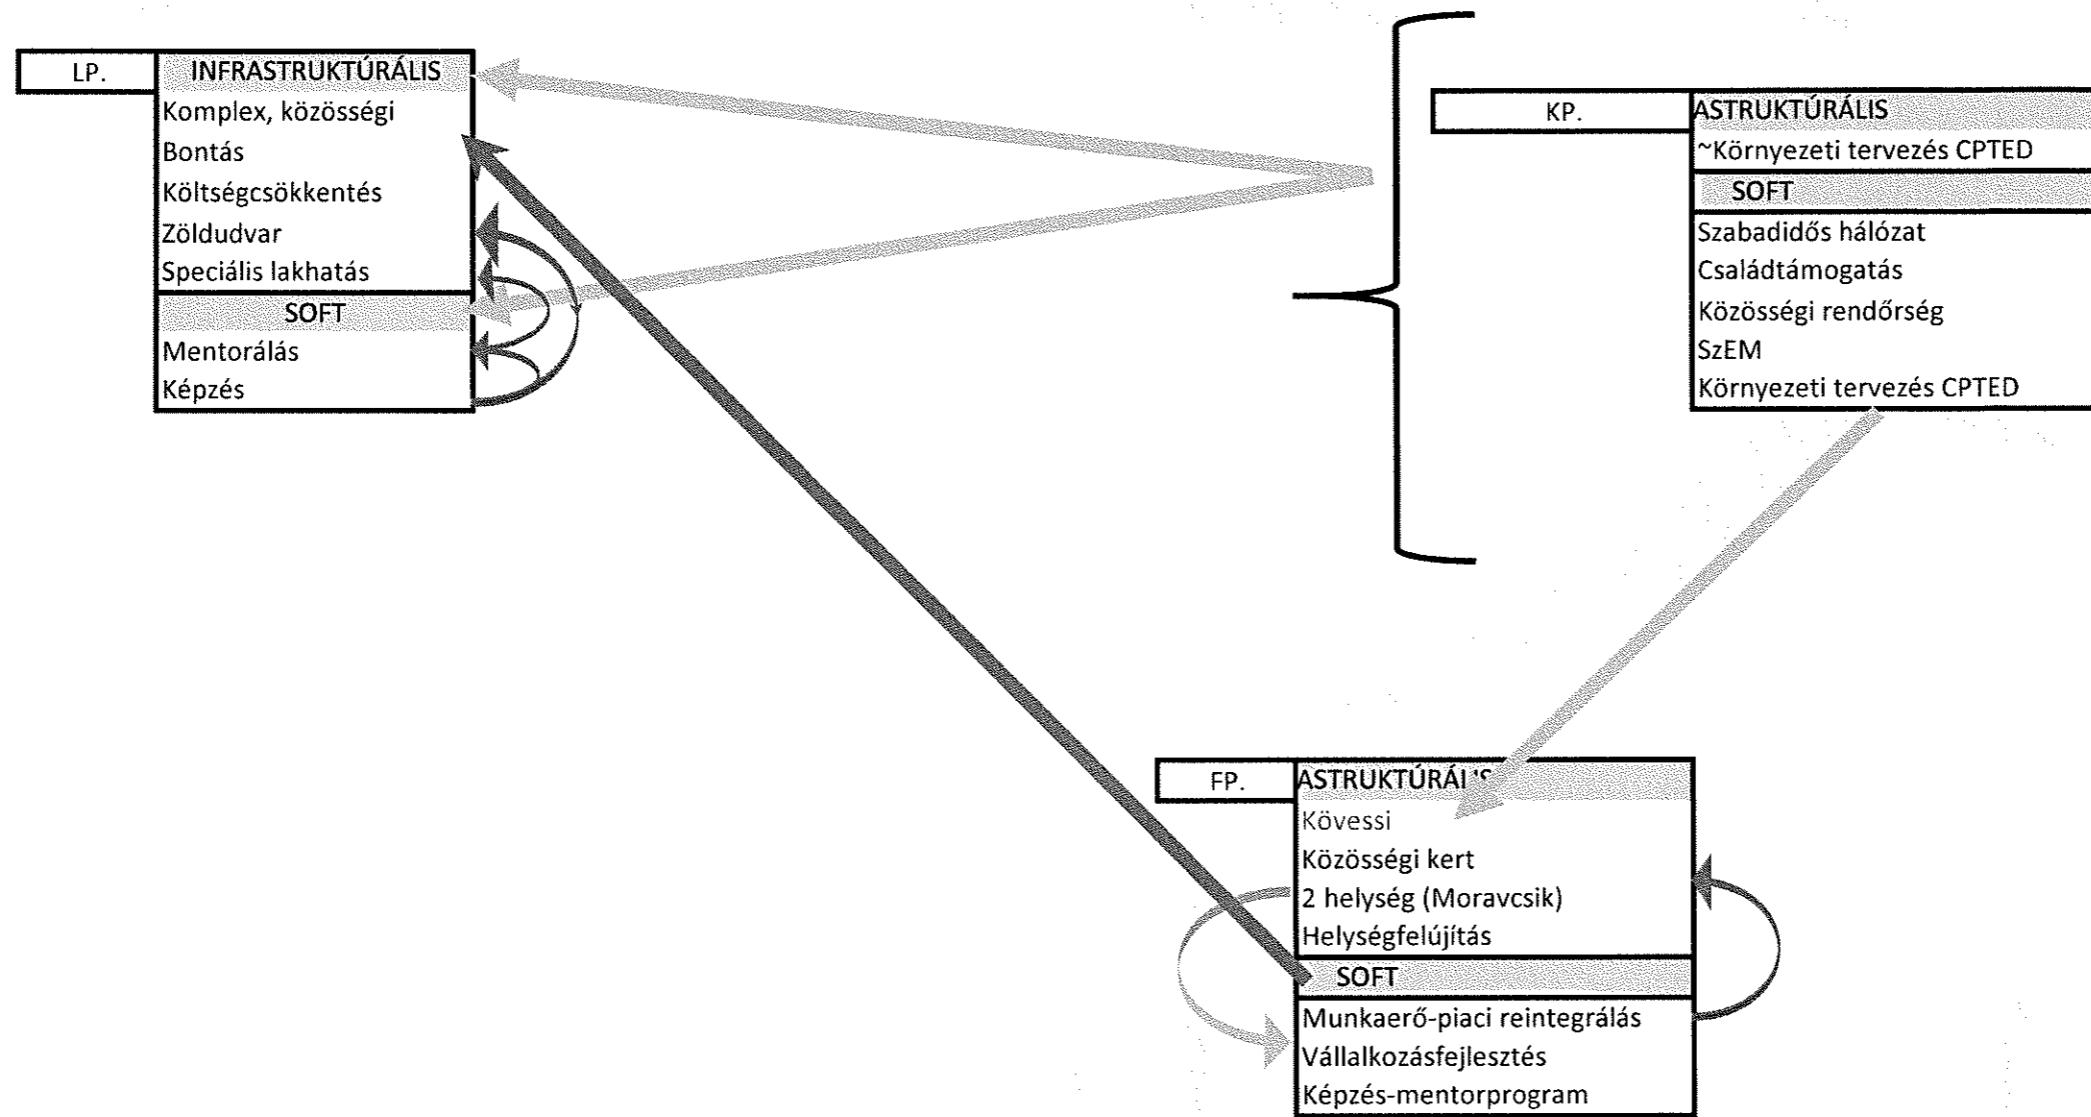 LP. INFRASTRUKTÚRÁLIS
Komplex, közösségi
Bontás
Költségcsökkentés
Zöldudvar
Speciális lakhatás
SOFT
Mentorálás
Képzés
KP. ASTRUKTÚRÁLIS
~Környezeti tervezés CPTED
SOFT
Szabadidős hálózat
Családtámogatás
Közösségi rendőrség
SzEM
Környezeti tervezés CPTED
FP.
Kövessi
Közösségi kert
2 helység (Moravcsik)
Helységfelújítás
SOFT
Munkaerő-piaci reintegrálás
Vállalkozásfejlesztés
Képzés-mentorprogram